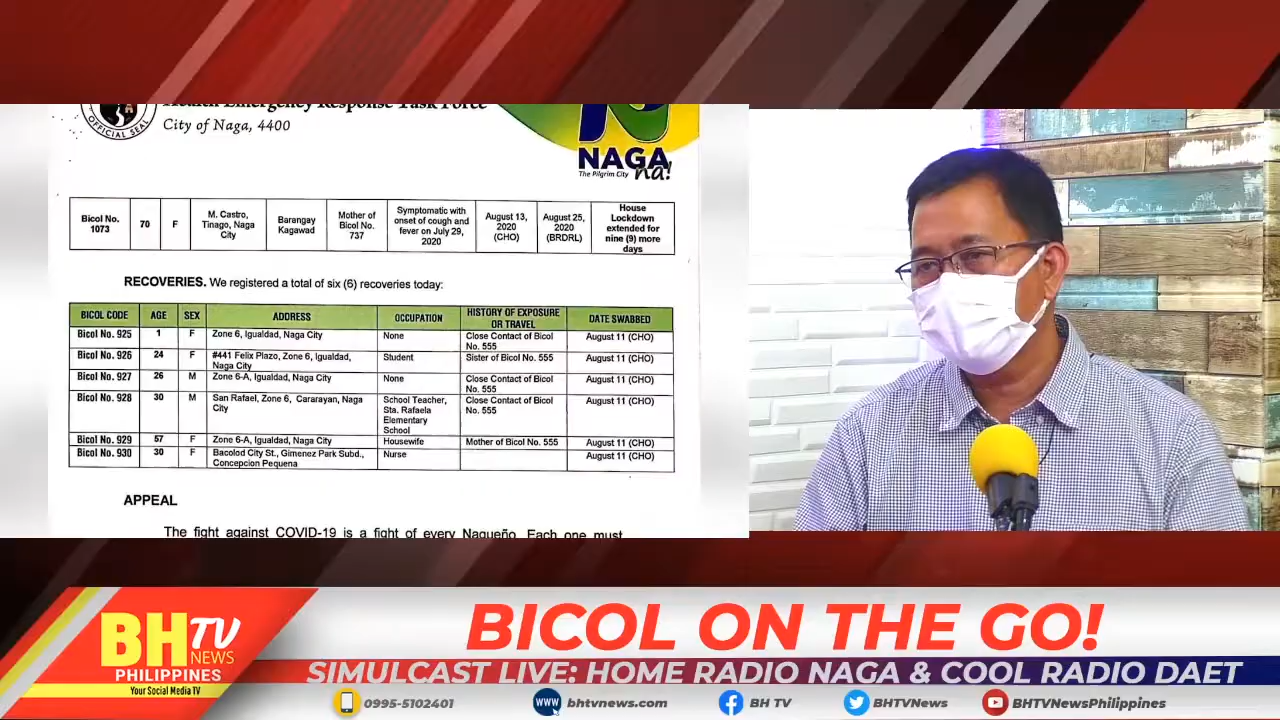 Health Emergency Response Task Force
City of Naga, 4400
OFFICIAL SEAL
NAGA
The Pilgrim City na!
Bicol No. 1073 70 F M. Castro, Tinago, Naga City Barangay Kagawad Mother of Bicol No. 737 Symptomatic with onset of cough and fever on July 29, 2020 August 13, 2020 (CHO) August 25, 2020 (BRDRL) House Lockdown extended for nine (9) more days
RECOVERIES. We registered a total of six (6) recoveries today:
BICOL CODE AGE SEX ADDRESS OCCUPATION HISTORY OF EXPOSURE OR TRAVEL DATE SWABBED
Bicol No. 925 1 F Zone 6, Igualdad, Naga City None Close Contact of Bicol No. 555 August 11 (CHO)
Bicol No. 926 24 F #441 Felix Plazo, Zone 6, Igualdad, Naga City Student Sister of Bicol No. 555 August 11 (CHO)
Bicol No. 927 26 M Zone 6-A, Igualdad, Naga City None Close Contact of Bicol No. 555 August 11 (CHO)
Bicol No. 928 30 M San Rafael, Zone 6, Cararayan, Naga City School Teacher, Sta. Rafaela Elementary School Close Contact of Bicol No. 555 August 11 (CHO)
Bicol No. 929 57 F Zone 6-A, Igualdad, Naga City Housewife Mother of Bicol No. 555 August 11 (CHO)
Bicol No. 930 30 F Bacolod City St., Gimenez Park Subd., Concepcion Pequena Nurse August 11 (CHO)
APPEAL
The fight against COVID-19 is a fight of every Nagueño. Each one must
BH TV
NEWS
PHILIPPINES
Your Social Media TV
BICOL ON THE GO!
SIMULCAST LIVE: HOME RADIO NAGA & COOL RADIO DAET
0995-5102401 www bhtvnews.com BH TV BHTVNews BHTVNewsPhilippines